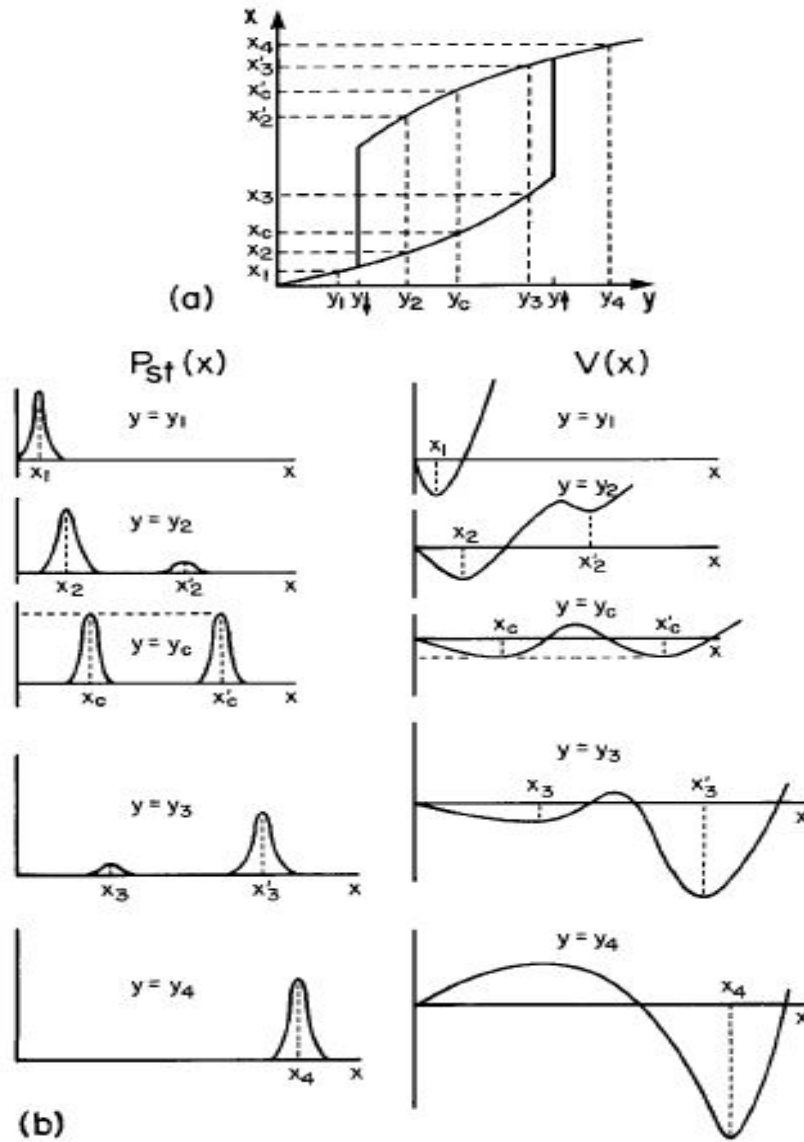 x
x4
x'3
x'c
x'2
x3
xc
x2
x1
(a)
y1 y↓ y2 yc y3 y↑ y4 y
Pst(x) V(x)
y = y1
x1 x
y = y1
x1 x
y = y2
x2 x'2 x
y = y2
x2 x'2 x
y = yc
xc x'c x
y = yc
xc x'c x
y = y3
x3 x'3 x
y = y3
x3 x'3 x
y = y4
x4 x
y = y4
x4 x
(b)